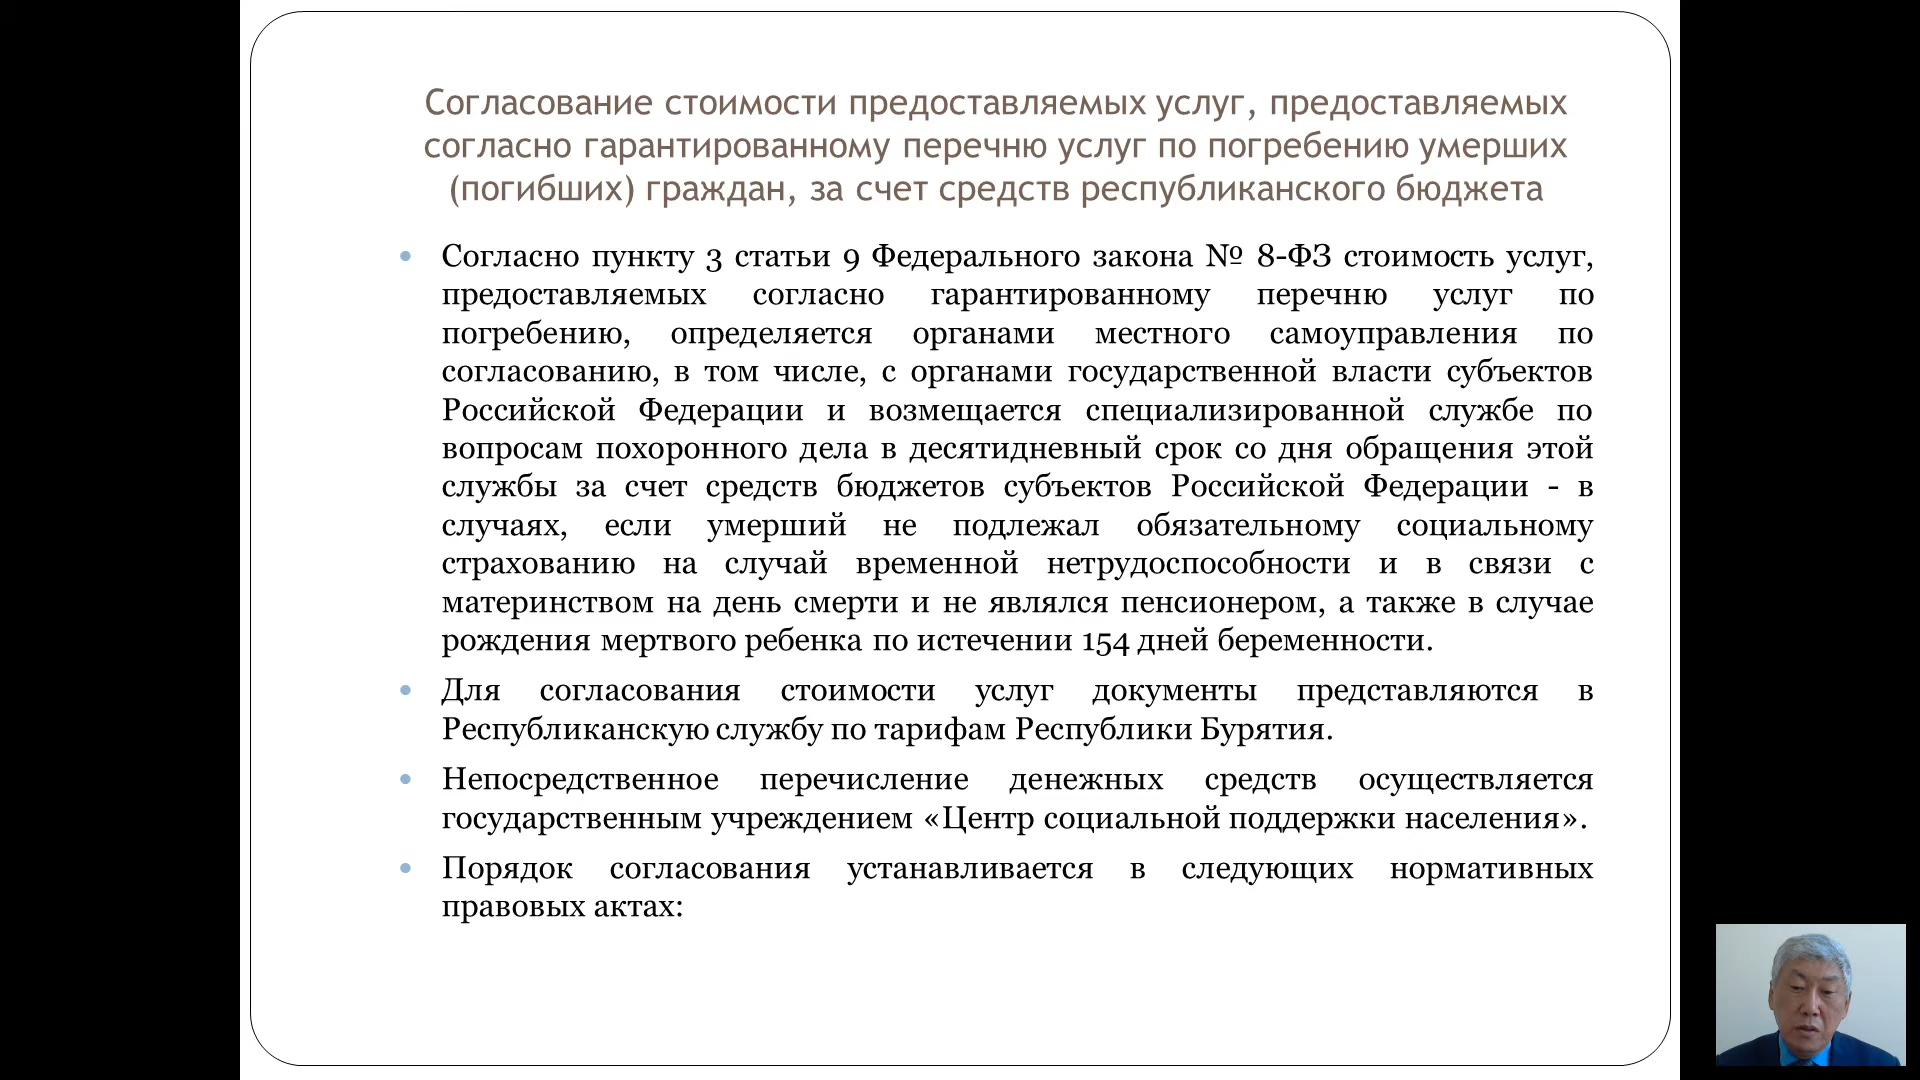 Согласование стоимости предоставляемых услуг, предоставляемых
согласно гарантированному перечню услуг по погребению умерших
(погибших) граждан, за счет средств республиканского бюджета
• Согласно пункту 3 статьи 9 Федерального закона № 8-ФЗ стоимость услуг,
предоставляемых согласно гарантированному перечню услуг по
погребению, определяется органами местного самоуправления по
согласованию, в том числе, с органами государственной власти субъектов
Российской Федерации и возмещается специализированной службе по
вопросам похоронного дела в десятидневный срок со дня обращения этой
службы за счет средств бюджетов субъектов Российской Федерации - в
случаях, если умерший не подлежал обязательному социальному
страхованию на случай временной нетрудоспособности и в связи с
материнством на день смерти и не являлся пенсионером, а также в случае
рождения мертвого ребенка по истечении 154 дней беременности.
• Для согласования стоимости услуг документы представляются в
Республиканскую службу по тарифам Республики Бурятия.
• Непосредственное перечисление денежных средств осуществляется
государственным учреждением «Центр социальной поддержки населения».
• Порядок согласования устанавливается в следующих нормативных
правовых актах: